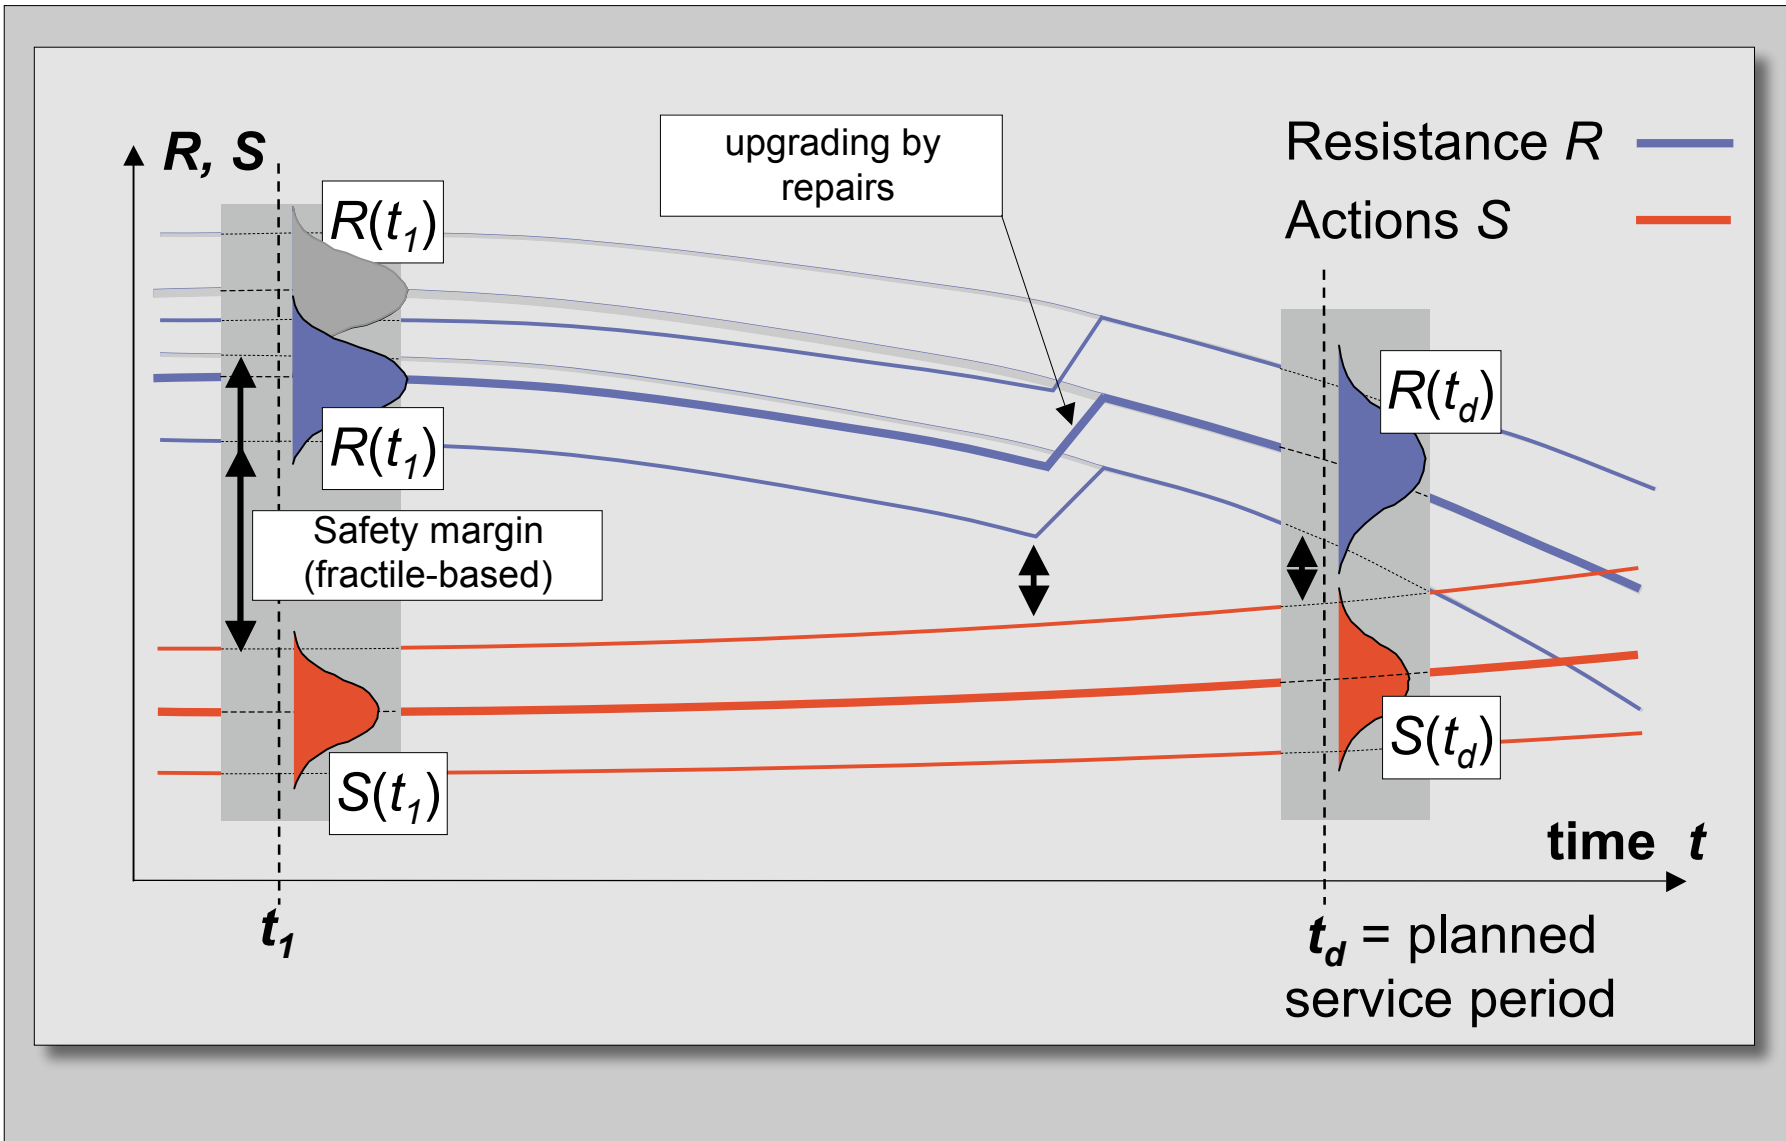 R, S
R(t1)
upgrading by
repairs
Resistance R
Actions S
R(t1)
R(td)
Safety margin
(fractile-based)
S(t1)
S(td)
time t
t1
td = planned
service period